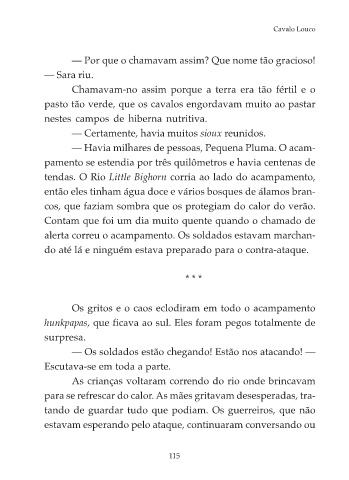 Cavalo Louco
— Por que o chamavam assim? Que nome tão gracioso!
— Sara riu.
Chamavam-no assim porque a terra era tão fértil e o
pasto tão verde, que os cavalos engordavam muito ao pastar
nestes campos de hiberna nutritiva.
— Certamente, havia muitos sioux reunidos.
— Havia milhares de pessoas, Pequena Pluma. O acam-
pamento se estendia por três quilômetros e havia centenas de
tendas. O Rio Little Bighorn corria ao lado do acampamento,
então eles tinham água doce e vários bosques de álamos bran-
cos, que faziam sombra que os protegiam do calor do verão.
Contam que foi um dia muito quente quando o chamado de
alerta correu o acampamento. Os soldados estavam marchan-
do até lá e ninguém estava preparado para o contra-ataque.
* * *
Os gritos e o caos eclodiram em todo o acampamento
hunkpapas, que ficava ao sul. Eles foram pegos totalmente de
surpresa.
— Os soldados estão chegando! Estão nos atacando! —
Escutava-se em toda a parte.
As crianças voltaram correndo do rio onde brincavam
para se refrescar do calor. As mães gritavam desesperadas, tra-
tando de guardar tudo que podiam. Os guerreiros, que não
estavam esperando pelo ataque, continuaram conversando ou
115